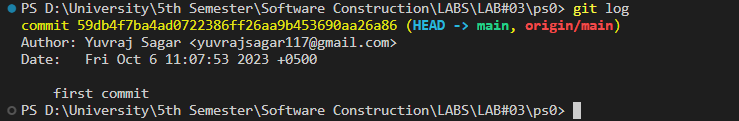 PS D:\University\5th Semester\Software Construction\LABS\LAB#03\ps0> git log
commit 59db4f7ba4ad0722386ff26aa9b453690aa26a86 (HEAD -> main, origin/main)
Author: Yuvraj Sagar <yuvrajsagar117@gmail.com>
Date:   Fri Oct 6 11:07:53 2023 +0500
    first commit
PS D:\University\5th Semester\Software Construction\LABS\LAB#03\ps0>